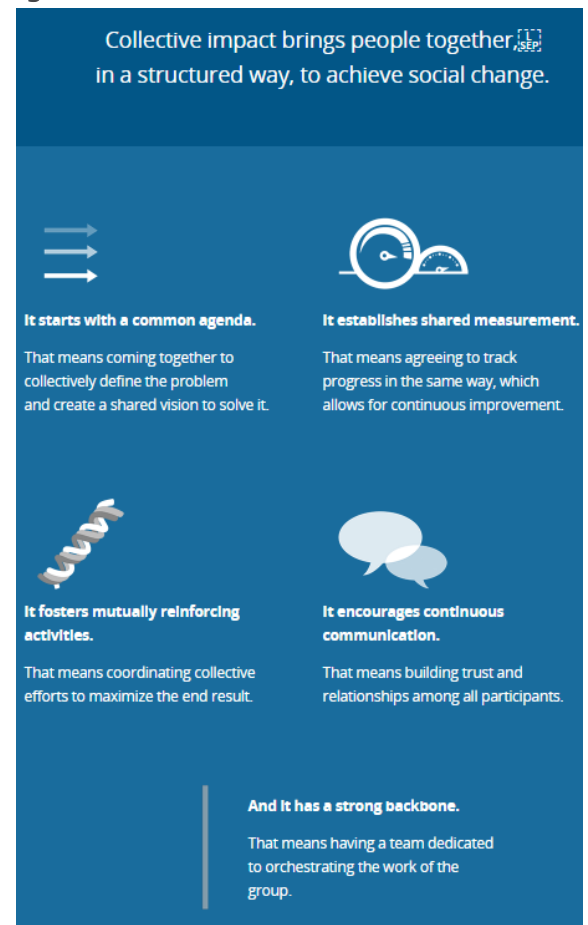 Collective impact brings people together,
in a structured way, to achieve social change.
It starts with a common agenda.
That means coming together to
collectively define the problem
and create a shared vision to solve it.
It establishes shared measurement.
That means agreeing to track
progress in the same way, which
allows for continuous improvement.
It fosters mutually reinforcing
activities.
That means coordinating collective
efforts to maximize the end result.
It encourages continuous
communication.
That means building trust and
relationships among all participants.
And it has a strong backbone.
That means having a team dedicated
to orchestrating the work of the
group.